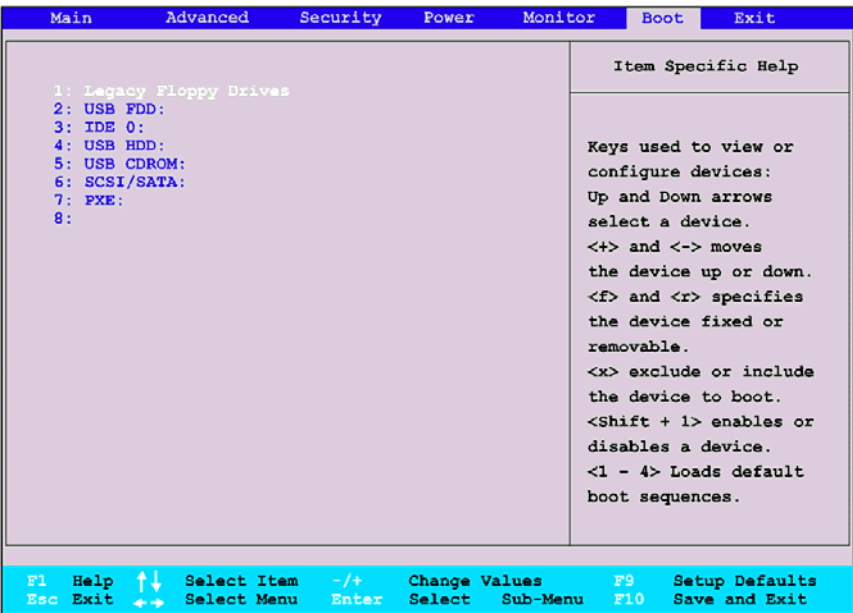 Main Advanced Security Power Monitor Boot Exit
1: Legacy Floppy Drives
2: USB FDD:
3: IDE 0:
4: USB HDD:
5: USB CDROM:
6: SCSI/SATA:
7: PXE:
8:
Item Specific Help
Keys used to view or
configure devices:
Up and Down arrows
select a device.
<+> and <-> moves
the device up or down.
<f> and <r> specifies
the device fixed or
removable.
<x> exclude or include
the device to boot.
<Shift + 1> enables or
disables a device.
<1 - 4> Loads default
boot sequences.
F1 Help ↑↓ Select Item -/+ Change Values F9 Setup Defaults
Esc Exit ←→ Select Menu Enter Select Sub-Menu F10 Save and Exit